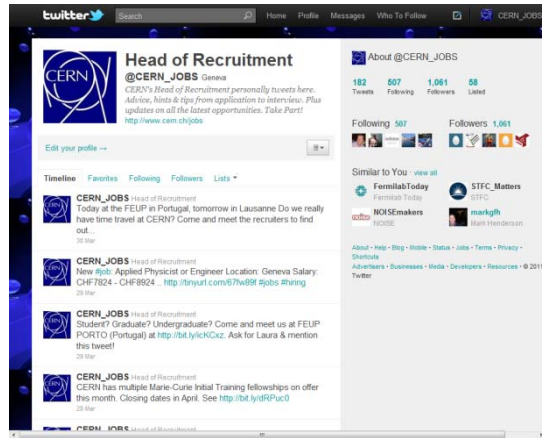 twitter
Search
Home Profile Messages Who To Follow
CERN_JOBS
CERN
Head of Recruitment
@CERN_JOBS Geneva
CERN's Head of Recruitment personally tweets here.
Advice, hints & tips from application to interview. Plus
updates on all the latest opportunities. Take Part!
http://www.cern.ch/jobs
Edit your profile →
Timeline Favorites Following Followers Lists
CERN_JOBS Head of Recruitment
Today at the FEUP in Portugal, tomorrow in Lausanne Do we really
have time travel at CERN? Come and meet the recruiters to find
out...
30 Mar
CERN_JOBS Head of Recruitment
New #job: Applied Physicist or Engineer Location: Geneva Salary:
CHF7824 - CHF8924 .. http://tinyurl.com/67fw89f #jobs #hiring
29 Mar
CERN_JOBS Head of Recruitment
Student? Graduate? Undergraduate? Come and meet us at FEUP
PORTO (Portugal) at http://bit.ly/icKCxz. Ask for Laura & mention
this tweet!
29 Mar
CERN_JOBS Head of Recruitment
CERN has multiple Marie-Curie Initial Training fellowships on offer
this month. Closing dates in April. See http://bit.ly/dRPuc0
29 Mar
CERN_JOBS Head of Recruitment
About @CERN_JOBS
182 507 1,061 58
Tweets Following Followers Listed
Following 507
Followers 1,061
Similar to You · view all
FermilabToday
Fermilab Today
STFC_Matters
STFC
NOISEmakers
NOISE
markgfh
Mark Henderson
About · Help · Blog · Mobile · Status · Jobs · Terms · Privacy ·
Shortcuts
Advertisers · Businesses · Media · Developers · Resources · © 2011
Twitter